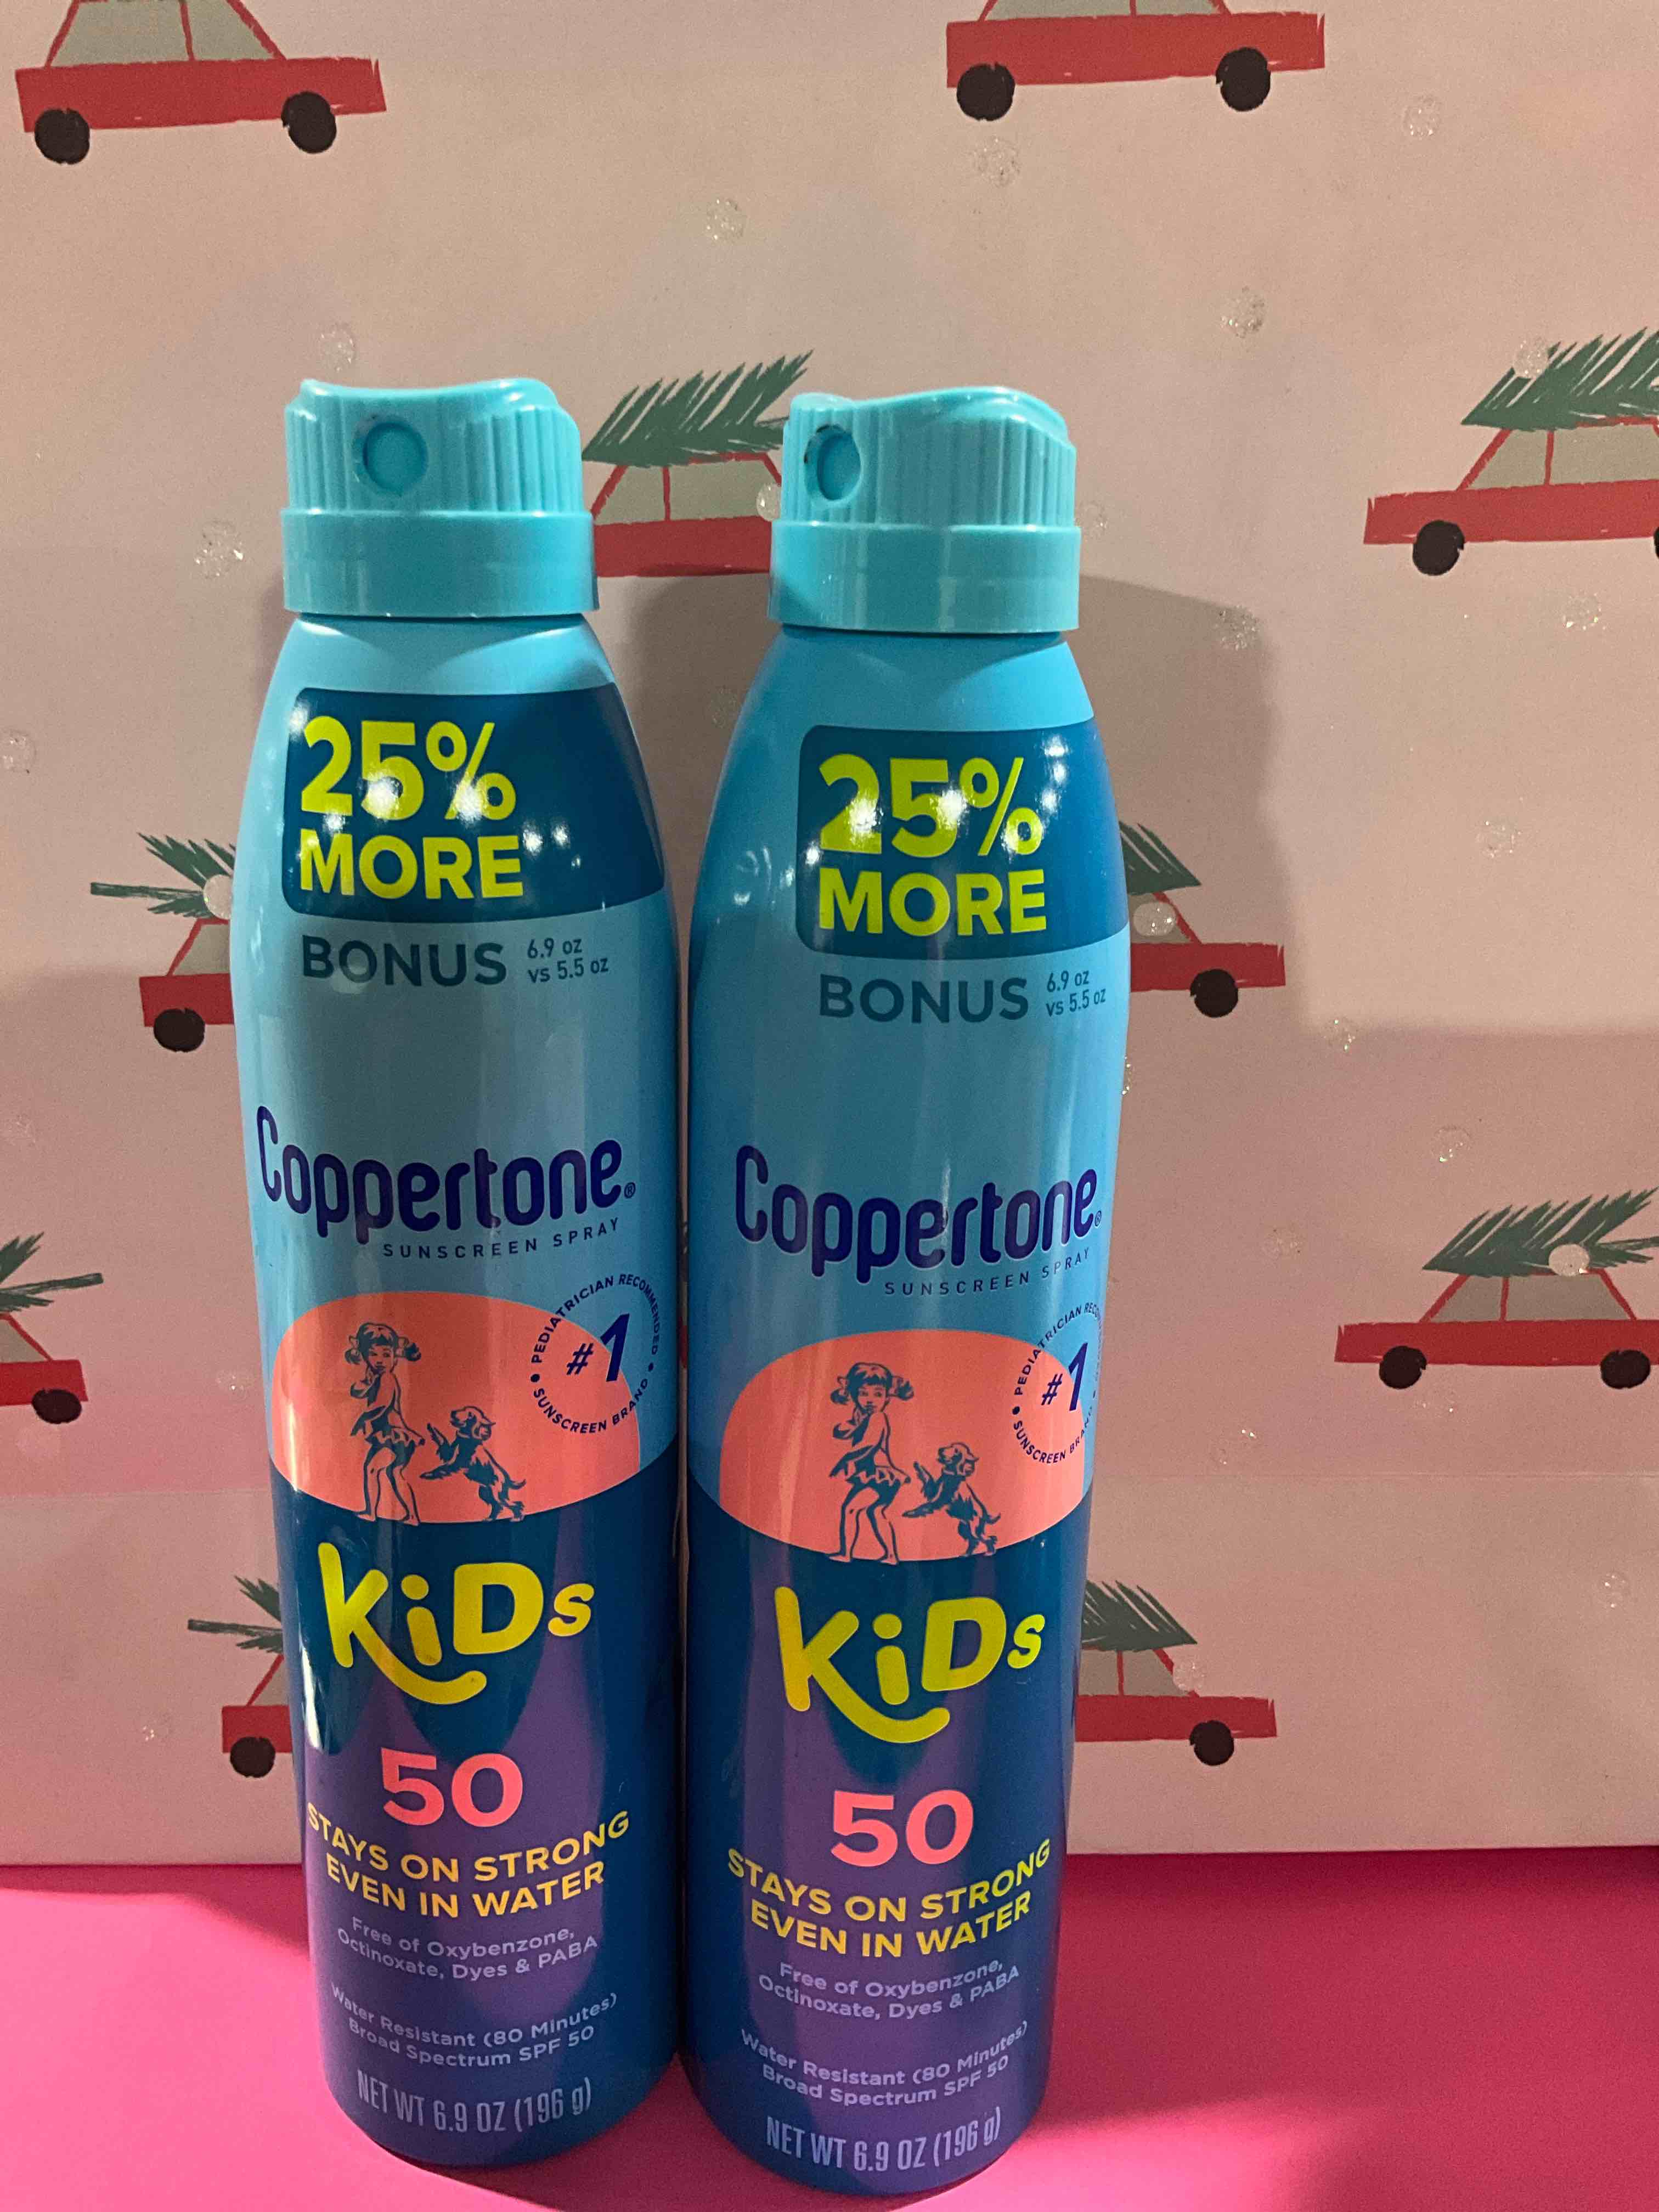 25%
MORE
BONUS 6.9 oz
vs 5.5 oz
Coppertone®
SUNSCREEN SPRAY
• PEDIATRICIAN RECOMMENDED •
SUNSCREEN BRAND
#1
KiDs
50
STAYS ON STRONG
EVEN IN WATER
Free of Oxybenzone,
Octinoxate, Dyes & PABA
Water Resistant (80 Minutes)
Broad Spectrum SPF 50
NET WT 6.9 OZ (196 g)
25%
MORE
BONUS 6.9 oz
vs 5.5 oz
Coppertone®
SUNSCREEN SPRAY
• PEDIATRICIAN
SUNSCREEN
#1
KiDs
50
STAYS ON STRONG
EVEN IN WATER
Free of Oxybenzone,
Octinoxate, Dyes & PABA
Water Resistant (80 Minutes)
Broad Spectrum SPF 50
NET WT 6.9 OZ (196 g)